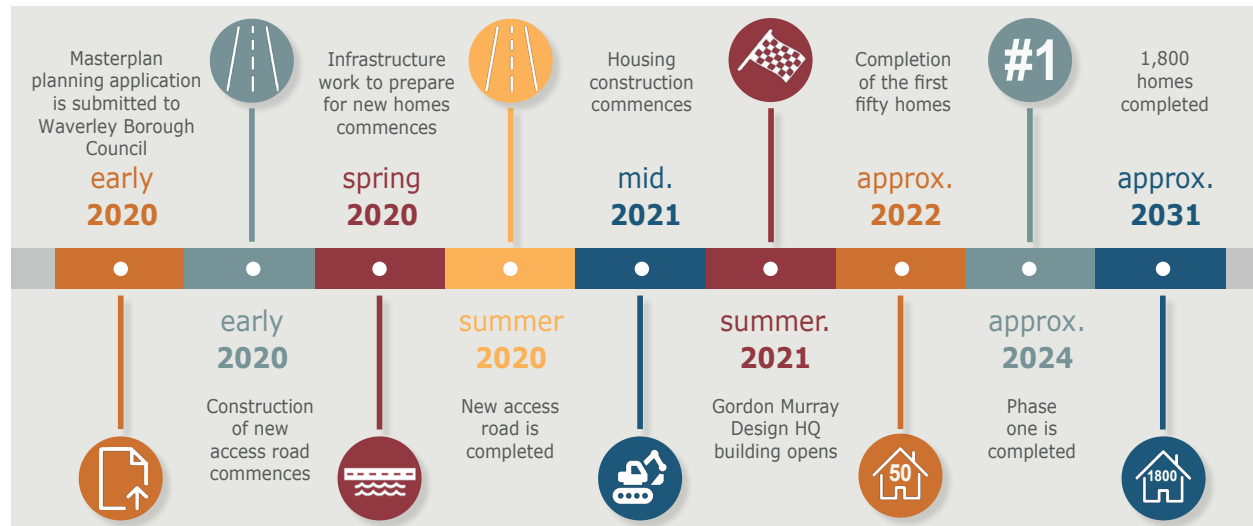 Masterplan
planning application
is submitted to
Waverley Borough
Council
early
2020
early
2020
Construction
of new
access road
commences
Infrastructure
work to prepare
for new homes
commences
spring
2020
summer
2020
New access
road is
completed
Housing
construction
commences
mid.
2021
summer.
2021
Gordon Murray
Design HQ
building opens
Completion
of the first
fifty homes
approx.
2022
50
#1
approx.
2024
Phase
one is
completed
1,800
homes
completed
approx.
2031
1800